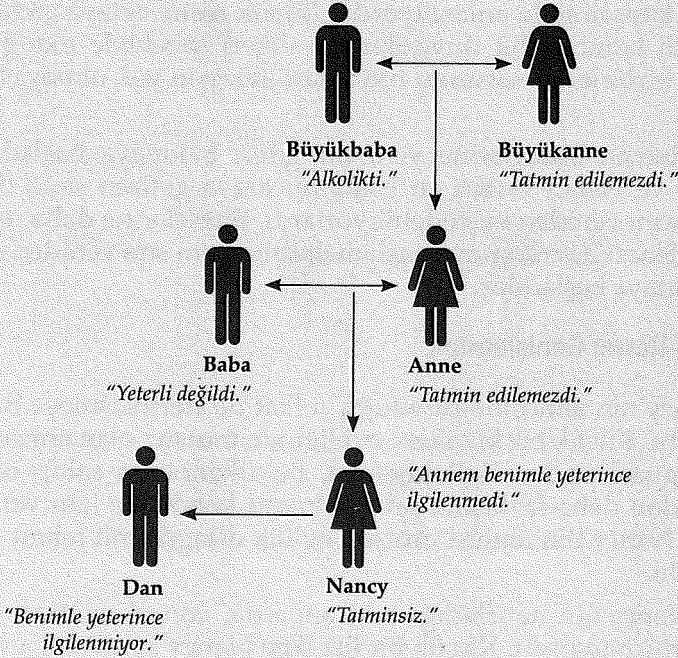 Büyükbaba
Büyükanne
"Alkolikti."
"Tatmin edilemezdi."
Baba
Anne
"Yeterli değildi."
"Tatmin edilemezdi."
"Annem benimle yeterince
ilgilenmedi."
Dan
Nancy
"Benimle yeterince
ilgilenmiyor."
"Tatminsiz."